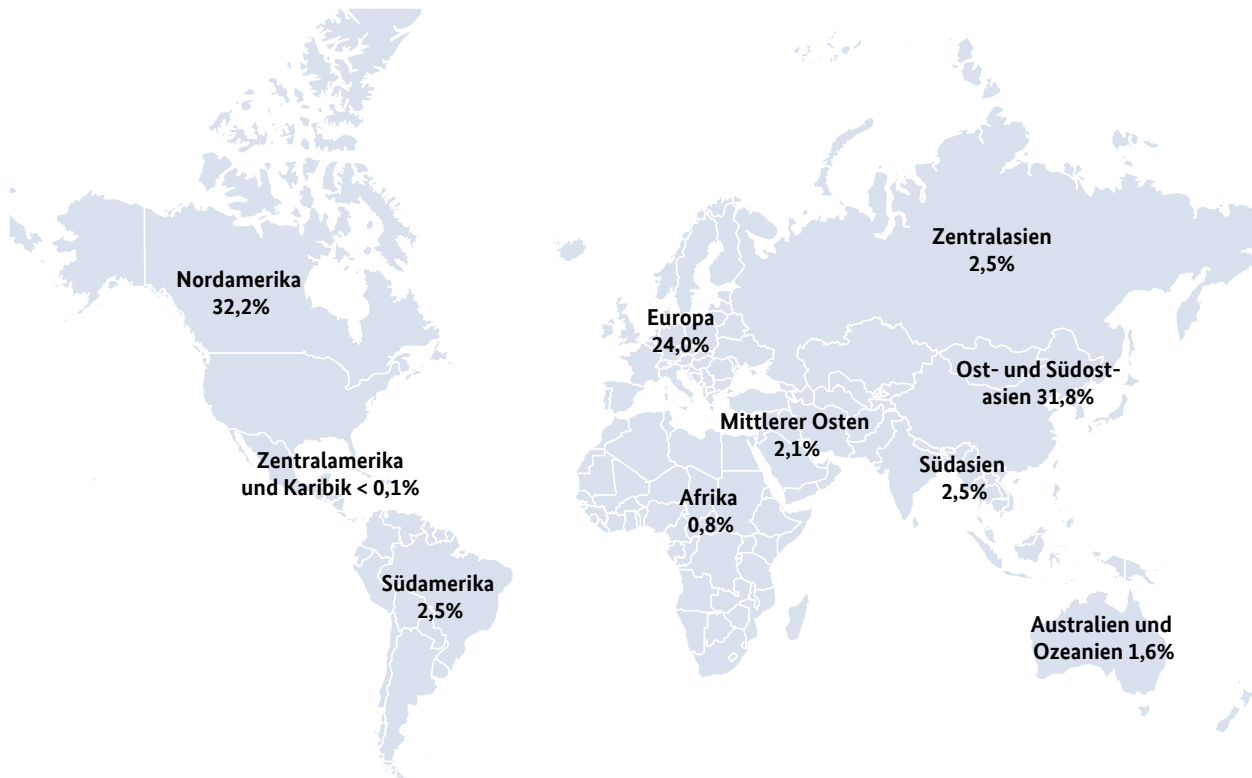 Zentralasien
2,5%
Nordamerika
32,2%
Europa
24,0%
Ost- und Südost-
asien 31,8%
Mittlerer Osten
2,1%
Zentralamerika
und Karibik < 0,1%
Südasien
2,5%
Afrika
0,8%
Südamerika
2,5%
Australien und
Ozeanien 1,6%